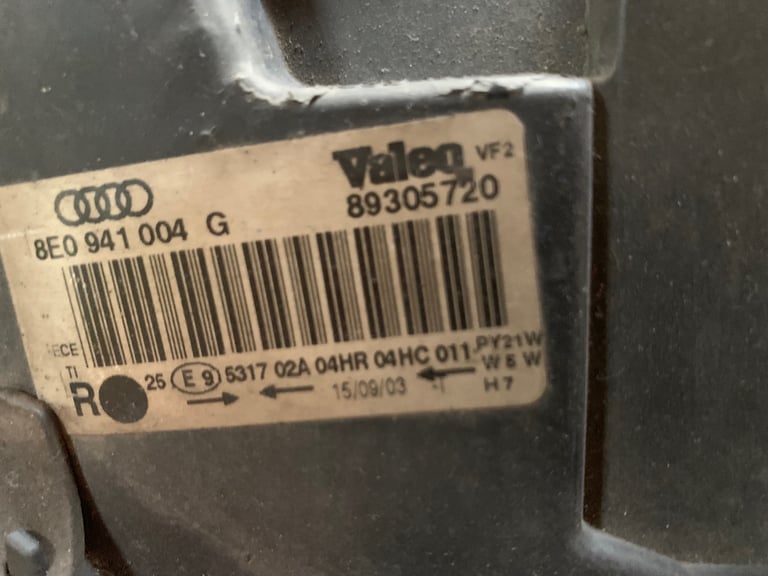 Valeo VF2
89305720
8E0 941 004 G
ECE
TI
R 25 E9 5317 02A 04HR 04HC 011
15/09/03
PY21W
W5W
H7